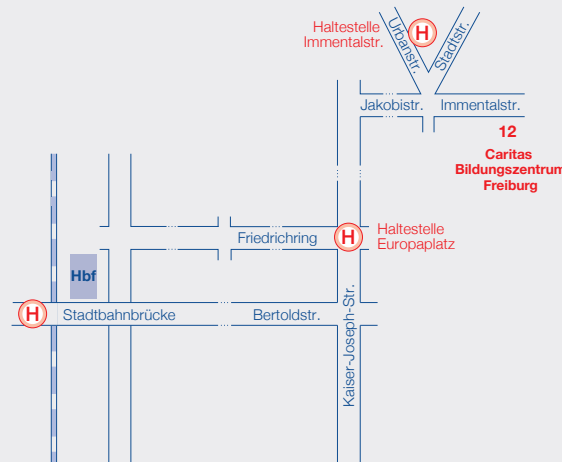 Haltestelle
Immentalstr.
H
Urbanstr.
Stadtstr.
Jakobistr.
Immentalstr.
12
Caritas
Bildungszentrum
Freiburg
Friedrichring
H
Haltestelle
Europaplatz
Hbf
H
Stadtbahnbrücke
Bertoldstr.
Kaiser-Joseph-Str.